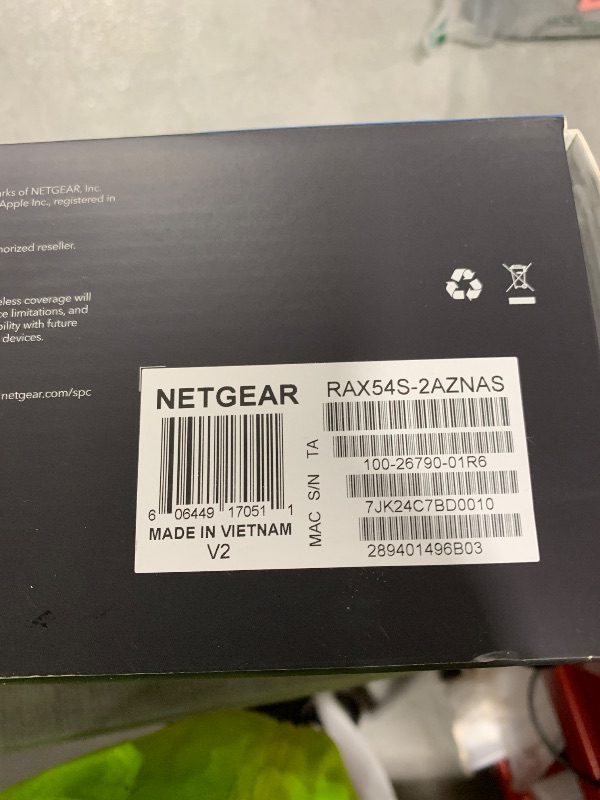 rks of NETGEAR, Inc.
Apple Inc., registered in
horized reseller.
eless coverage will
ce limitations, and
bility with future
devices.
netgear.com/spc
NETGEAR
6 06449 17051 1
MADE IN VIETNAM
V2
RAX54S-2AZNAS
TA
100-26790-01R6
S/N
7JK24C7BD0010
MAC
289401496B03